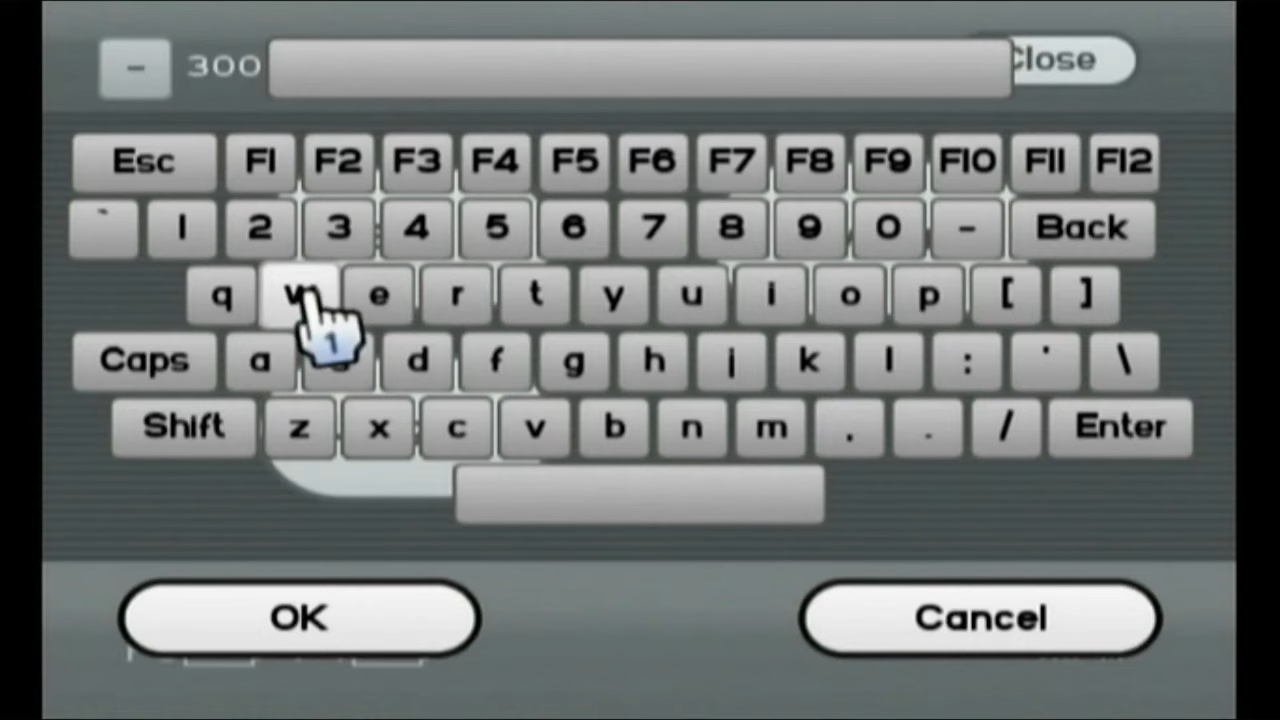 - 300 Close
Esc F1 F2 F3 F4 F5 F6 F7 F8 F9 F10 F11 F12
` 1 2 3 4 5 6 7 8 9 0 - Back
q w e r t y u i o p [ ]
Caps a s d f g h j k l : ' \
Shift z x c v b n m , . / Enter
1
OK Cancel